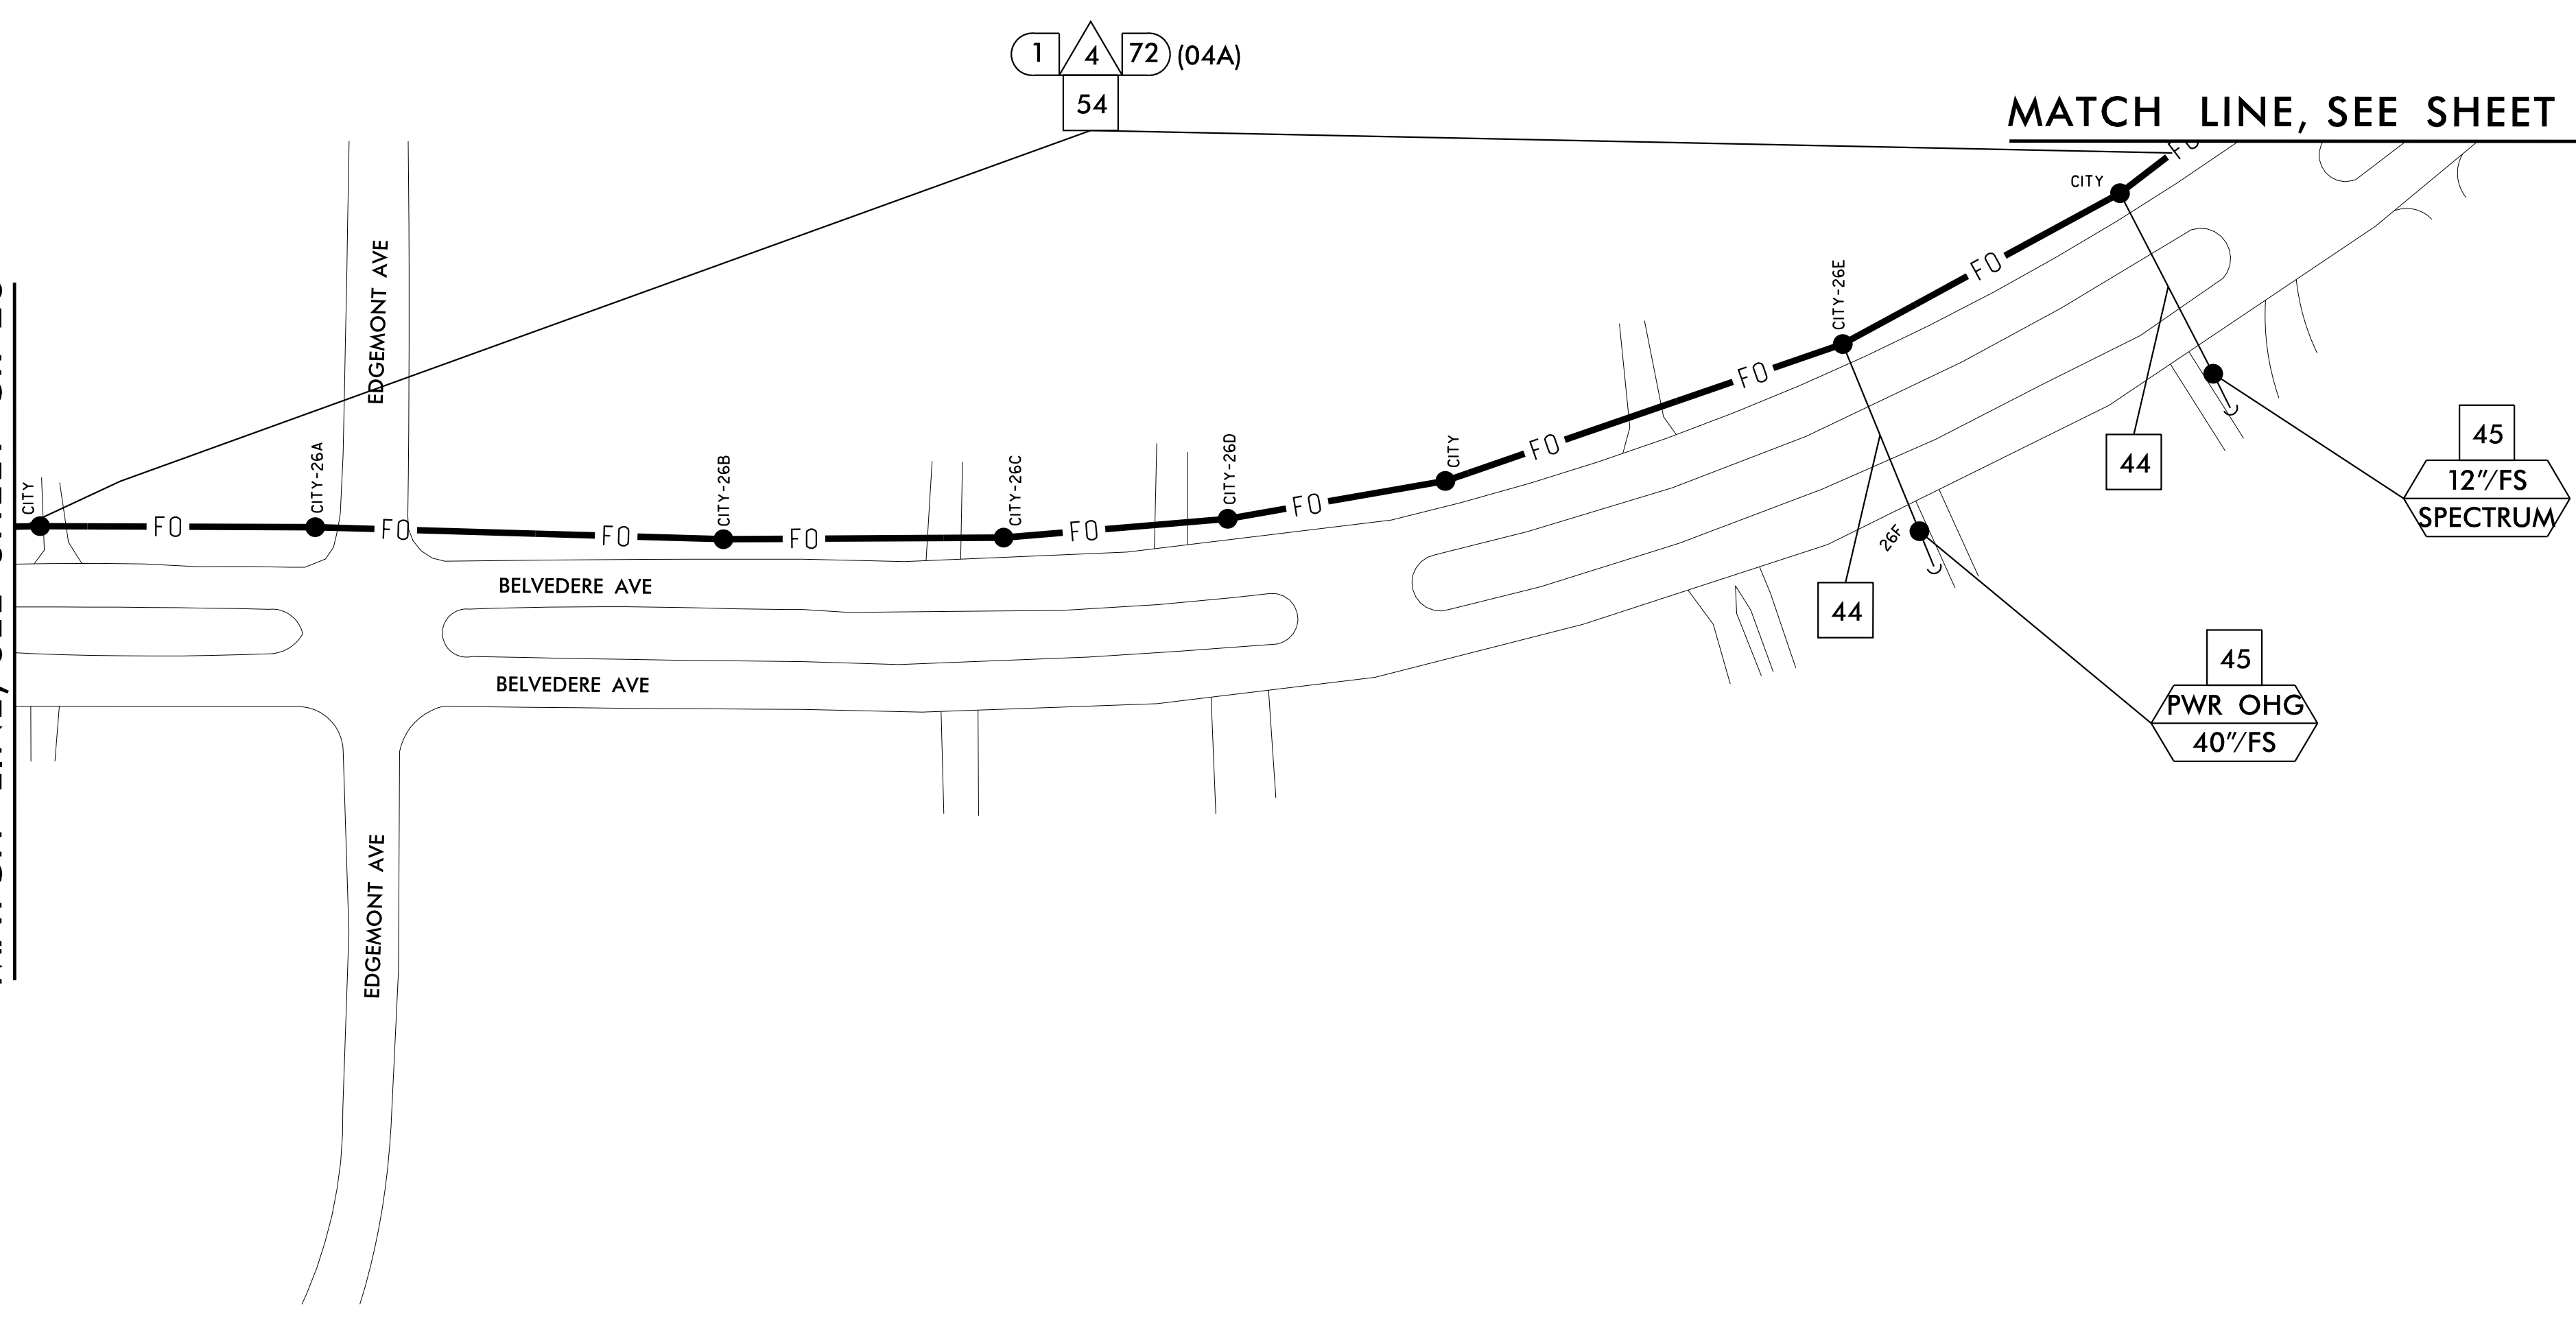 1 4 72 (04A)
54
MATCH LINE, SEE SHEET
CITY
FO
EDGEMONT AVE
CITY-26E
FO
FO
44
45
12"/FS
SPECTRUM
CITY
CITY-26A
CITY-26B
CITY-26C
CITY-26D
CITY
FO
FO
FO
FO
FO
FO
FO
26F
BELVEDERE AVE
44
BELVEDERE AVE
45
PWR OHG
40"/FS
EDGEMONT AVE